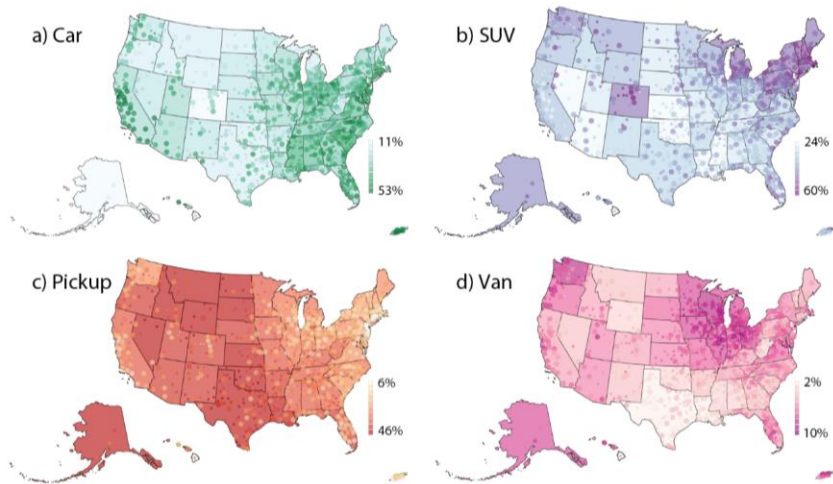 a) Car
11%
53%
b) SUV
24%
60%
c) Pickup
6%
46%
d) Van
2%
10%